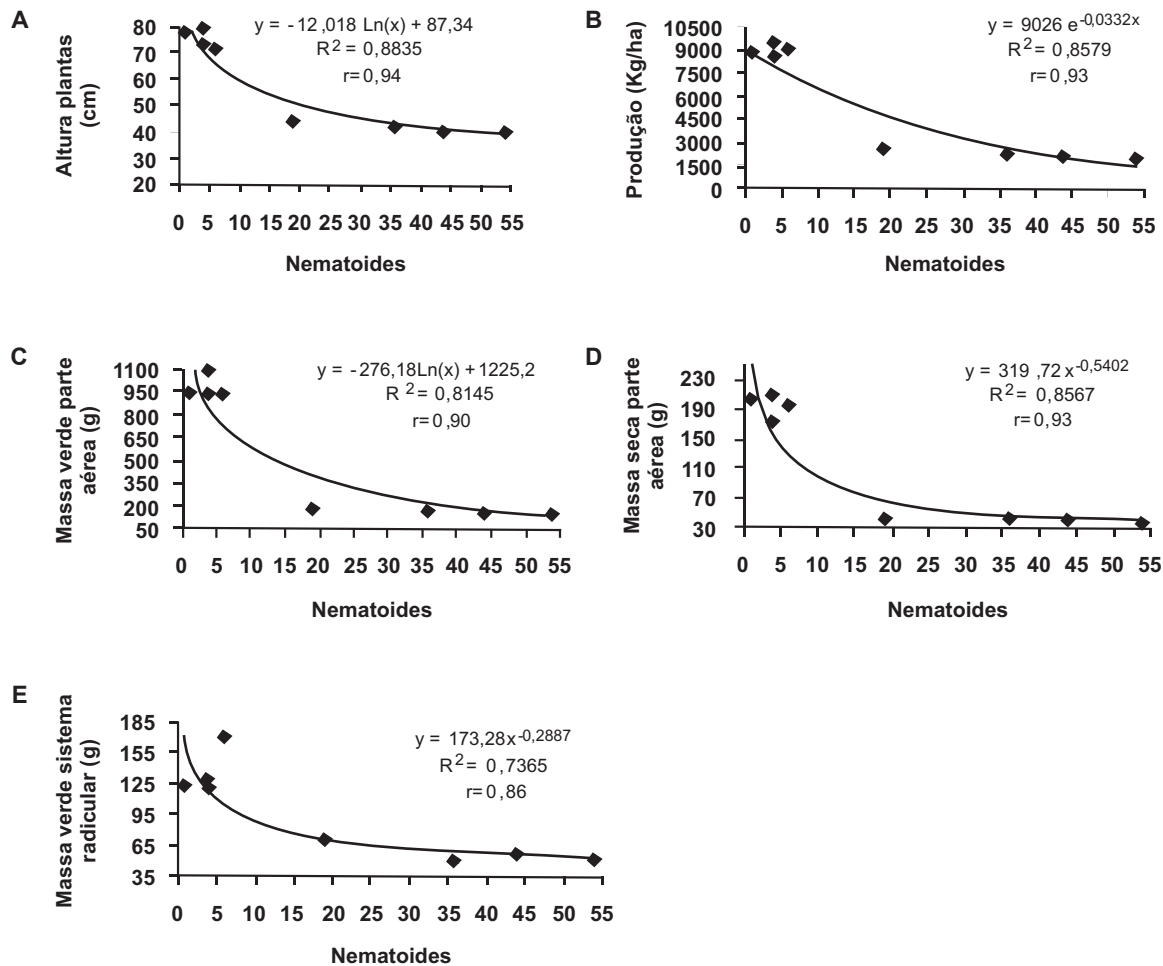 A
Altura plantas
(cm)
80
70
60
50
40
30
20
y = -12,018 Ln(x) + 87,34
R² = 0,8835
r=0,94
0 5 10 15 20 25 30 35 40 45 50 55
Nematoides
B
Produção (Kg/ha)
10500
9000
7500
6000
4500
3000
1500
0
y = 9026 e-0,0332x
R² = 0,8579
r=0,93
0 5 10 15 20 25 30 35 40 45 50 55
Nematoides
C
Massa verde parte
aérea (g)
1100
950
800
650
500
350
200
50
y = -276,18Ln(x) + 1225,2
R² = 0,8145
r=0,90
0 5 10 15 20 25 30 35 40 45 50 55
Nematoides
D
Massa seca parte
aérea (g)
230
190
150
110
70
30
y = 319 ,72 x-0,5402
R² = 0,8567
r=0,93
0 5 10 15 20 25 30 35 40 45 50 55
Nematoides
E
Massa verde sistema
radicular (g)
185
155
125
95
65
35
y = 173,28x-0,2887
R² = 0,7365
r=0,86
0 5 10 15 20 25 30 35 40 45 50 55
Nematoides